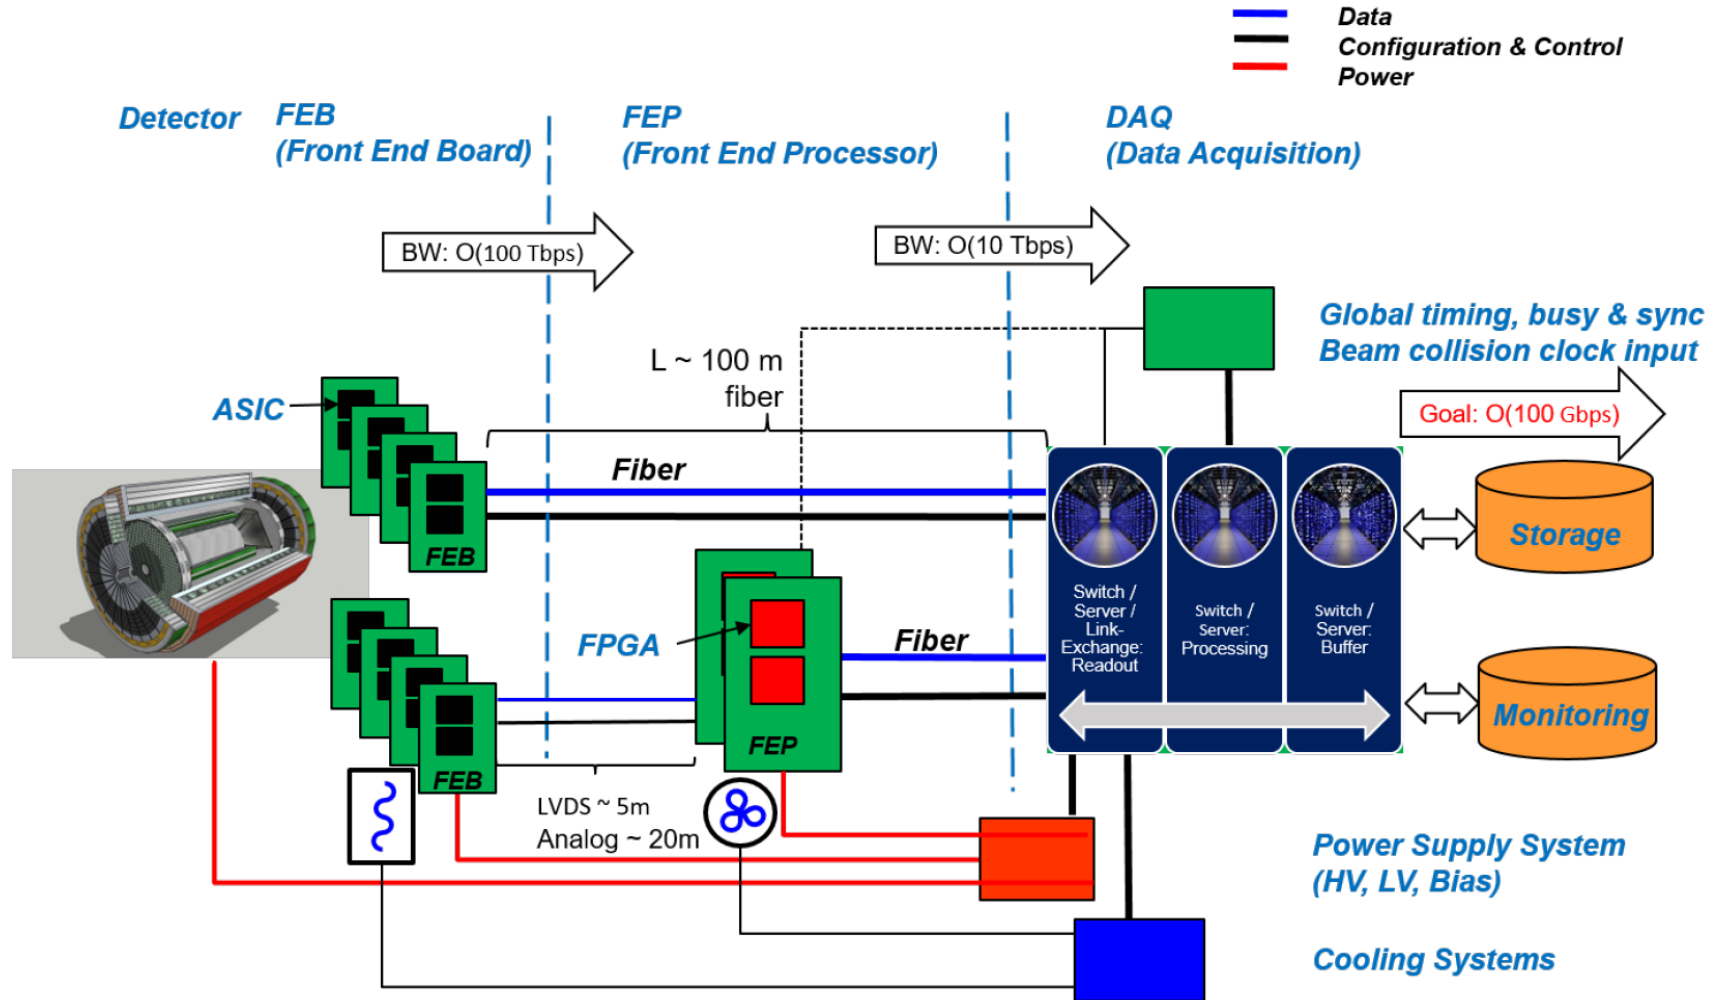 Data
Configuration & Control
Power
Detector
FEB
(Front End Board)
FEP
(Front End Processor)
DAQ
(Data Acquisition)
BW: O(100 Tbps)
BW: O(10 Tbps)
Global timing, busy & sync
Beam collision clock input
L ~ 100 m
fiber
Goal: O(100 Gbps)
ASIC
Fiber
FEB
Storage
Switch /
Server /
Link-
Exchange:
Readout
Switch /
Server:
Processing
Switch /
Server:
Buffer
FPGA
Fiber
Monitoring
FEP
FEB
LVDS ~ 5m
Analog ~ 20m
Power Supply System
(HV, LV, Bias)
Cooling Systems